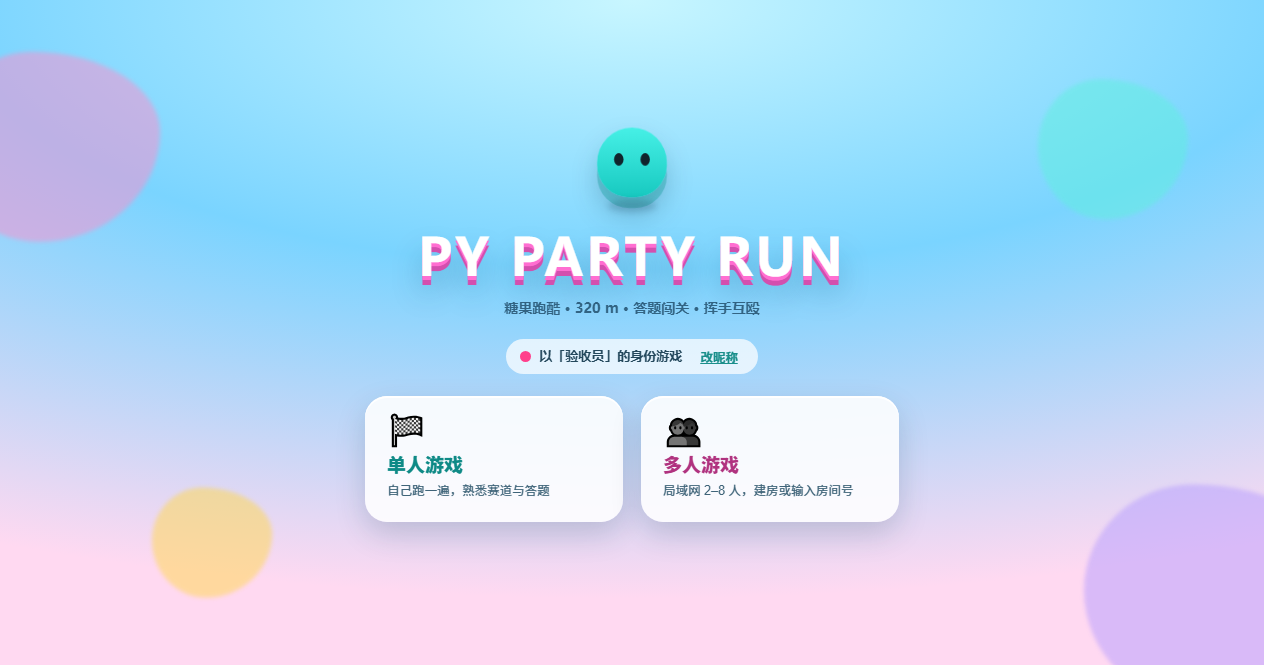 PY PARTY RUN
糖果跑酷 • 320 m • 答题闯关 • 挥手互殴
以「验收员」的身份游戏 改昵称
单人游戏
自己跑一遍，熟悉赛道与答题
多人游戏
局域网 2–8 人，建房或输入房间号